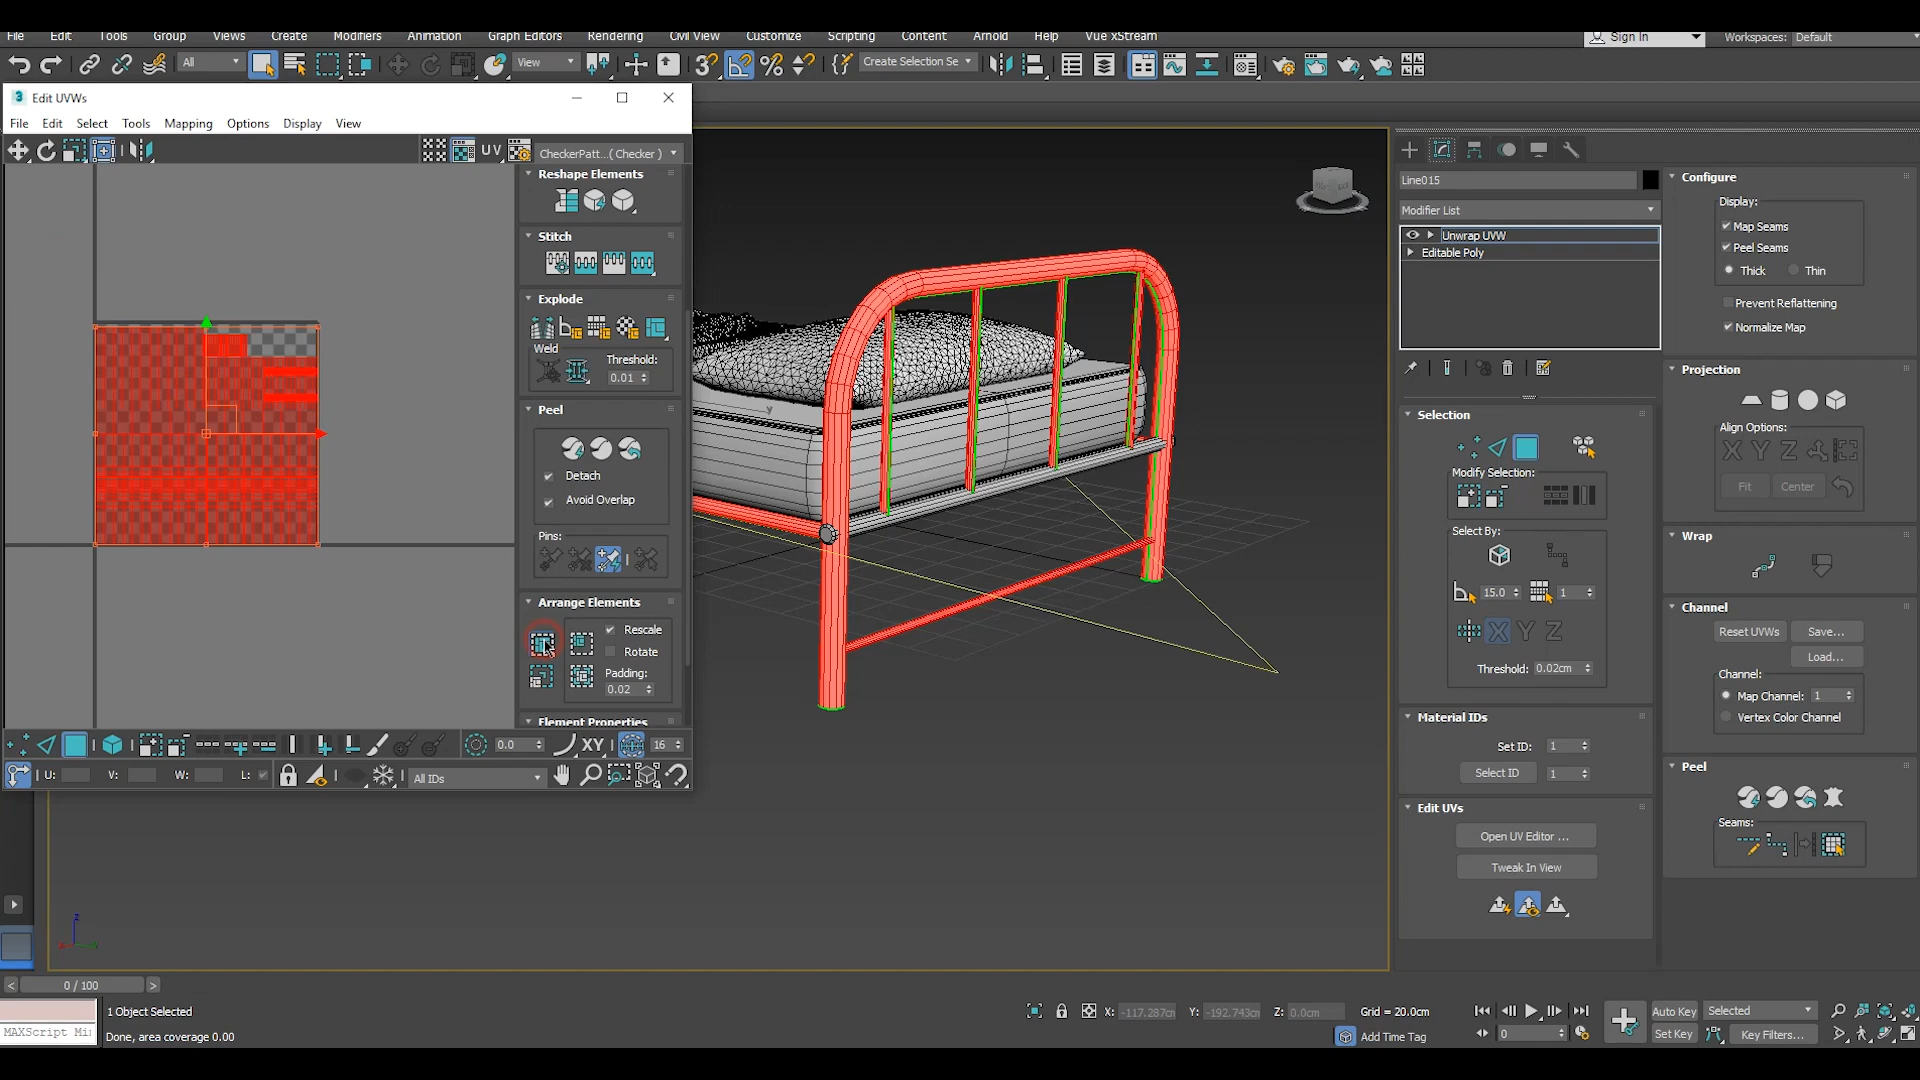 File Edit Tools Group Views Create Modifiers Animation Graph Editors Rendering Civil View Customize Scripting Content Arnold Help Vue xStream
Sign In
Workspaces: Default
All
View
Create Selection Se
3 Edit UVWs
File Edit Select Tools Mapping Options Display View
UV
CheckerPatt...( Checker )
Reshape Elements
Stitch
Explode
Weld
Threshold:
0.01
Peel
Detach
Avoid Overlap
Pins:
Arrange Elements
Rescale
Rotate
Padding:
0.02
Element Properties
0.0
XY
16
U:
V:
W:
L:
All IDs
Line015
Modifier List
Unwrap UVW
Editable Poly
Selection
Modify Selection:
Select By:
15.0
1
X Y Z
Threshold: 0.02cm
Material IDs
Set ID: 1
Select ID 1
Edit UVs
Open UV Editor ...
Tweak In View
Configure
Display:
Map Seams
Peel Seams
Thick
Thin
Prevent Reflattening
Normalize Map
Projection
Align Options:
X Y Z
Fit
Center
Wrap
Channel
Reset UVWs
Save...
Load...
Channel:
Map Channel: 1
Vertex Color Channel
Peel
Seams:
y
z
< 0 / 100 >
MAXScript Mi
1 Object Selected
Done, area coverage 0.00
X: -117.287cn
Y: -192.743cn
Z: 0.0cm
Grid = 20.0cm
Add Time Tag
0
Auto Key
Selected
Set Key
Key Filters...